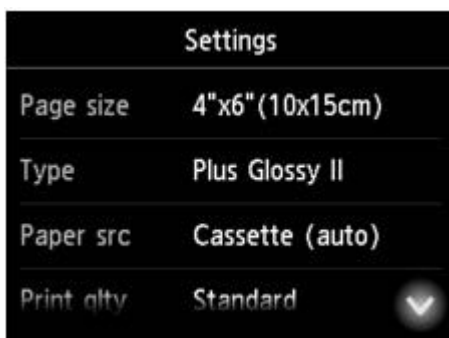 Settings
Page size 4"x6"(10x15cm)
Type Plus Glossy II
Paper src Cassette (auto)
Print qlty Standard